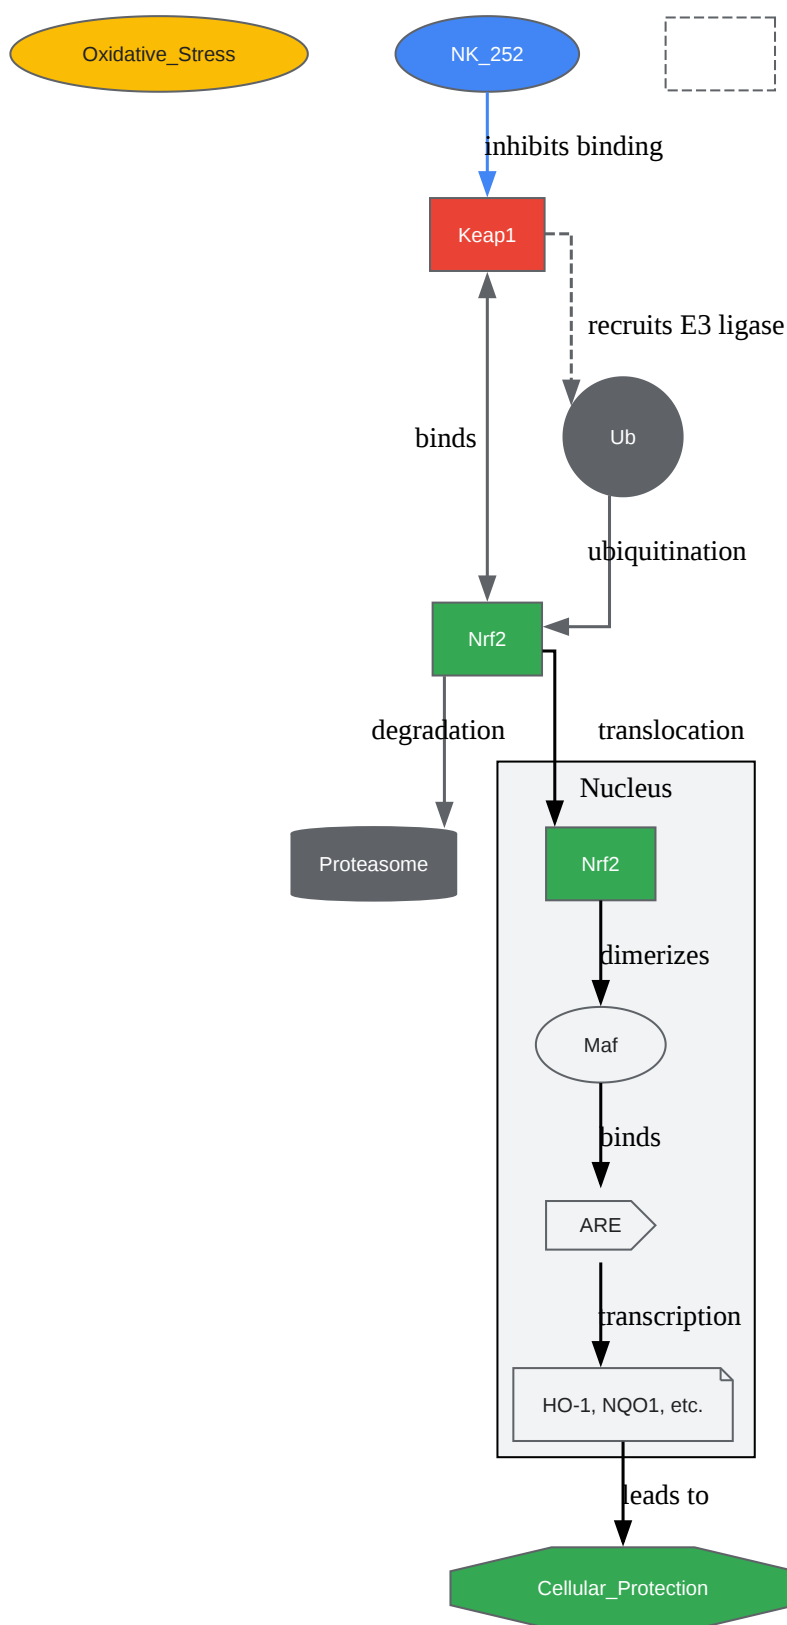 Oxidative_Stress
NK_252
inhibits binding
Keap1
recruits E3 ligase
binds
Ub
ubiquitination
Nrf2
degradation
translocation
Nucleus
Proteasome
Nrf2
dimerizes
Maf
binds
ARE
transcription
HO-1, NQO1, etc.
leads to
Cellular_Protection